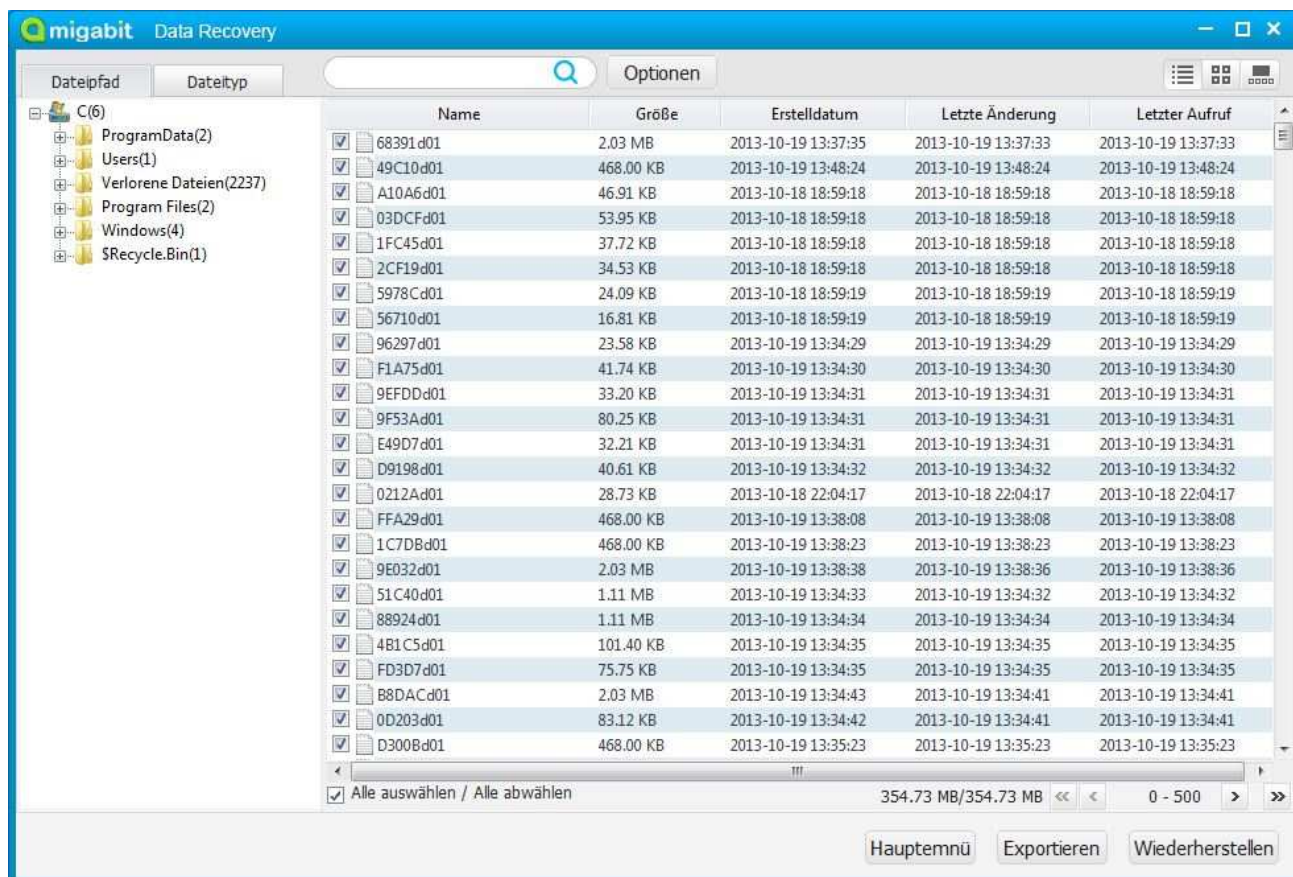 amigabit Data Recovery
Dateipfad Dateityp Optionen
C(6)
ProgramData(2)
Users(1)
Verlorene Dateien(2237)
Program Files(2)
Windows(4)
$Recycle.Bin(1)
Name Größe Erstelldatum Letzte Änderung Letzter Aufruf
68391d01 2.03 MB 2013-10-19 13:37:35 2013-10-19 13:37:33 2013-10-19 13:37:33
49C10d01 468.00 KB 2013-10-19 13:48:24 2013-10-19 13:48:24 2013-10-19 13:48:24
A10A6d01 46.91 KB 2013-10-18 18:59:18 2013-10-18 18:59:18 2013-10-18 18:59:18
03DCFd01 53.95 KB 2013-10-18 18:59:18 2013-10-18 18:59:18 2013-10-18 18:59:18
1FC45d01 37.72 KB 2013-10-18 18:59:18 2013-10-18 18:59:18 2013-10-18 18:59:18
2CF19d01 34.53 KB 2013-10-18 18:59:18 2013-10-18 18:59:18 2013-10-18 18:59:18
5978Cd01 24.09 KB 2013-10-18 18:59:19 2013-10-18 18:59:19 2013-10-18 18:59:19
56710d01 16.81 KB 2013-10-18 18:59:19 2013-10-18 18:59:19 2013-10-18 18:59:19
96297d01 23.58 KB 2013-10-19 13:34:29 2013-10-19 13:34:29 2013-10-19 13:34:29
F1A75d01 41.74 KB 2013-10-19 13:34:30 2013-10-19 13:34:30 2013-10-19 13:34:30
9EFDDd01 33.20 KB 2013-10-19 13:34:31 2013-10-19 13:34:31 2013-10-19 13:34:31
9F53Ad01 80.25 KB 2013-10-19 13:34:31 2013-10-19 13:34:31 2013-10-19 13:34:31
E49D7d01 32.21 KB 2013-10-19 13:34:31 2013-10-19 13:34:31 2013-10-19 13:34:31
D9198d01 40.61 KB 2013-10-19 13:34:32 2013-10-19 13:34:32 2013-10-19 13:34:32
0212Ad01 28.73 KB 2013-10-18 22:04:17 2013-10-18 22:04:17 2013-10-18 22:04:17
FFA29d01 468.00 KB 2013-10-19 13:38:08 2013-10-19 13:38:08 2013-10-19 13:38:08
1C7DBd01 468.00 KB 2013-10-19 13:38:23 2013-10-19 13:38:23 2013-10-19 13:38:23
9E032d01 2.03 MB 2013-10-19 13:38:38 2013-10-19 13:38:36 2013-10-19 13:38:36
51C40d01 1.11 MB 2013-10-19 13:34:33 2013-10-19 13:34:32 2013-10-19 13:34:32
88924d01 1.11 MB 2013-10-19 13:34:34 2013-10-19 13:34:34 2013-10-19 13:34:34
4B1C5d01 101.40 KB 2013-10-19 13:34:35 2013-10-19 13:34:35 2013-10-19 13:34:35
FD3D7d01 75.75 KB 2013-10-19 13:34:35 2013-10-19 13:34:35 2013-10-19 13:34:35
B8DACd01 2.03 MB 2013-10-19 13:34:43 2013-10-19 13:34:41 2013-10-19 13:34:41
0D203d01 83.12 KB 2013-10-19 13:34:42 2013-10-19 13:34:41 2013-10-19 13:34:41
D300Bd01 468.00 KB 2013-10-19 13:35:23 2013-10-19 13:35:23 2013-10-19 13:35:23
Alle auswählen / Alle abwählen 354.73 MB/354.73 MB 0 - 500
Hauptemnü Exportieren Wiederherstellen